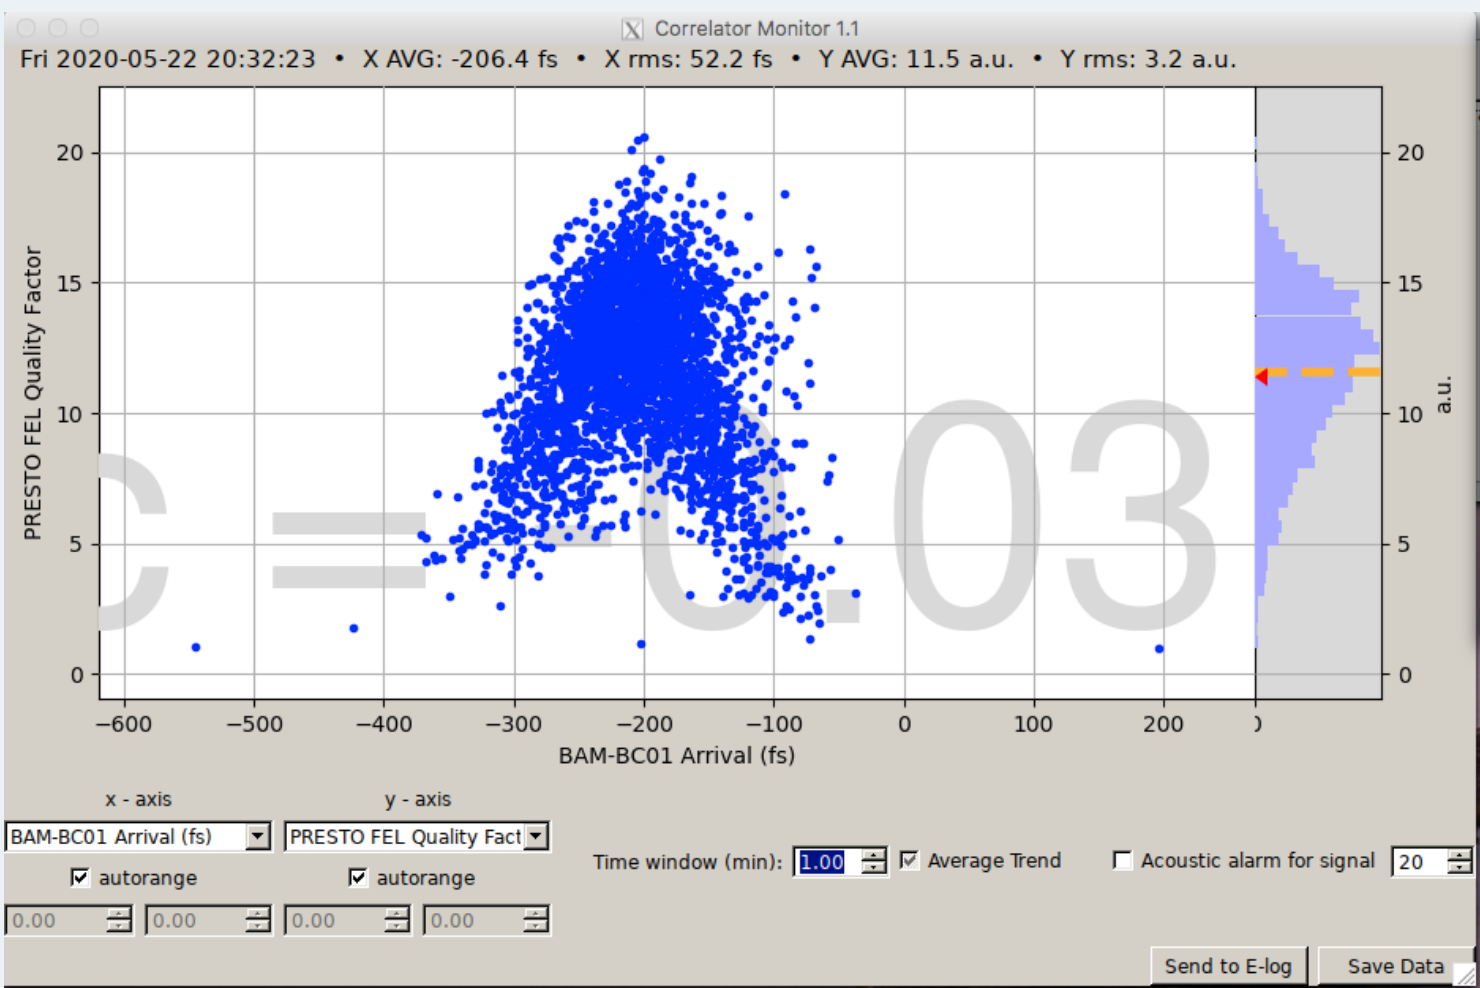 Correlator Monitor 1.1
Fri 2020-05-22 20:32:23 • X AVG: -206.4 fs • X rms: 52.2 fs • Y AVG: 11.5 a.u. • Y rms: 3.2 a.u.
PRESTO FEL Quality Factor
20
15
10
5
0
c = -0.03
20
15
10
5
0
a.u.
−600 −500 −400 −300 −200 −100 0 100 200
BAM-BC01 Arrival (fs)
x - axis y - axis
BAM-BC01 Arrival (fs) PRESTO FEL Quality Fact
Time window (min): 1.00 Average Trend Acoustic alarm for signal 20
autorange autorange
0.00 0.00 0.00 0.00
Send to E-log Save Data